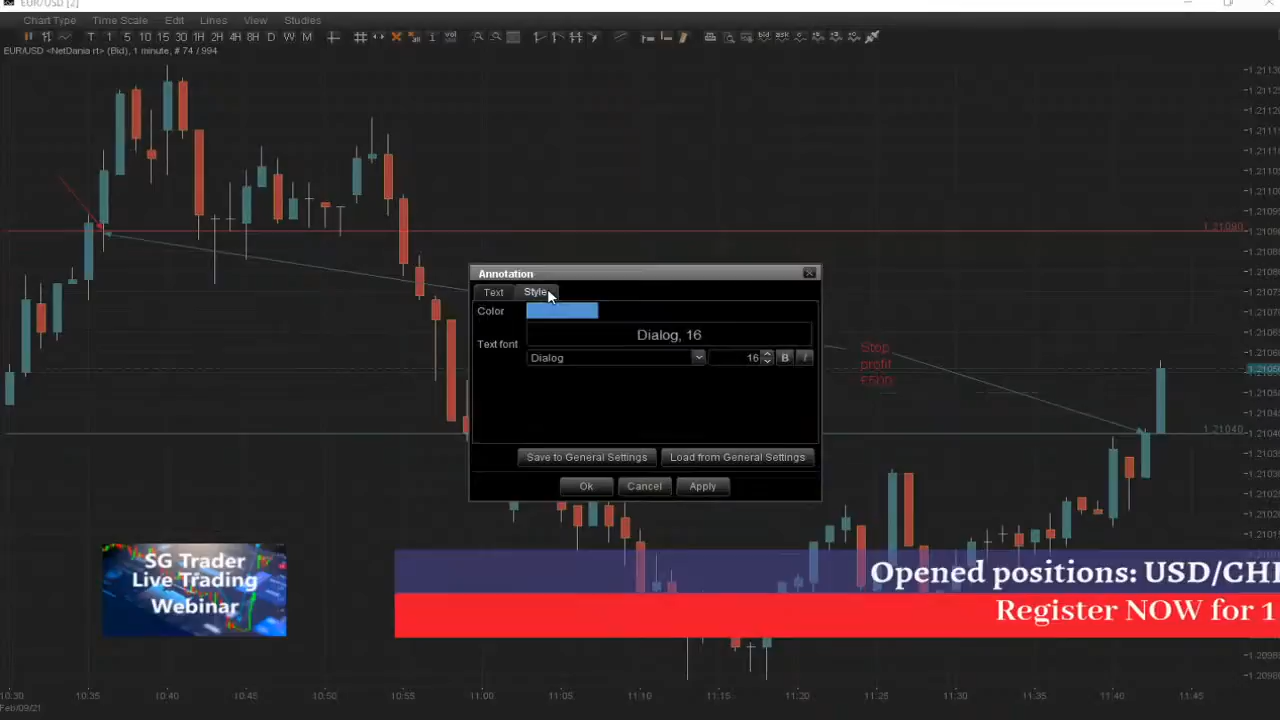 EUR/USD [2]
Chart Type Time Scale Edit Lines View Studies
T 1 5 10 15 30 1H 2H 4H 8H D W M
EUR/USD <NetDania rt> (Bid), 1 minute, # 74 / 994
1.21080
Annotation
Text Style
Color
Dialog, 16
Text font
Dialog 16 B I
Save to General Settings Load from General Settings
Ok Cancel Apply
Stop
profit
£500
1.21040
SG Trader
Live Trading
Webinar
Opened positions: USD/CH
Register NOW for 1
10:30 10:35 10:40 10:45 10:50 10:55 11:00 11:05 11:10 11:15 11:20 11:25 11:30 11:35 11:40 11:45
Feb/09/21